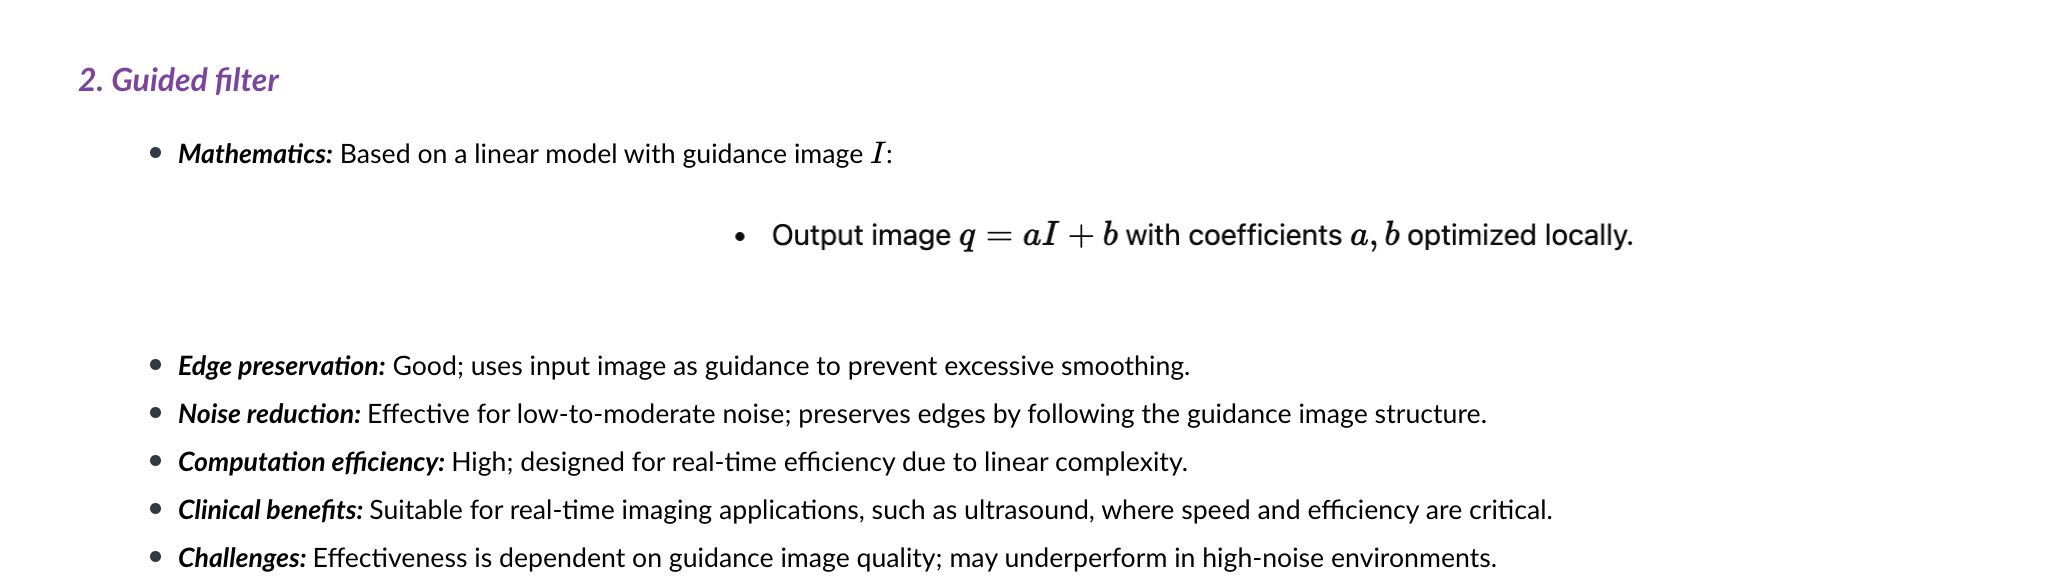 2. Guided filter
• Mathematics: Based on a linear model with guidance image I:
• Output image q = aI + b with coefficients a, b optimized locally.
• Edge preservation: Good; uses input image as guidance to prevent excessive smoothing.
• Noise reduction: Effective for low-to-moderate noise; preserves edges by following the guidance image structure.
• Computation efficiency: High; designed for real-time efficiency due to linear complexity.
• Clinical benefits: Suitable for real-time imaging applications, such as ultrasound, where speed and efficiency are critical.
• Challenges: Effectiveness is dependent on guidance image quality; may underperform in high-noise environments.